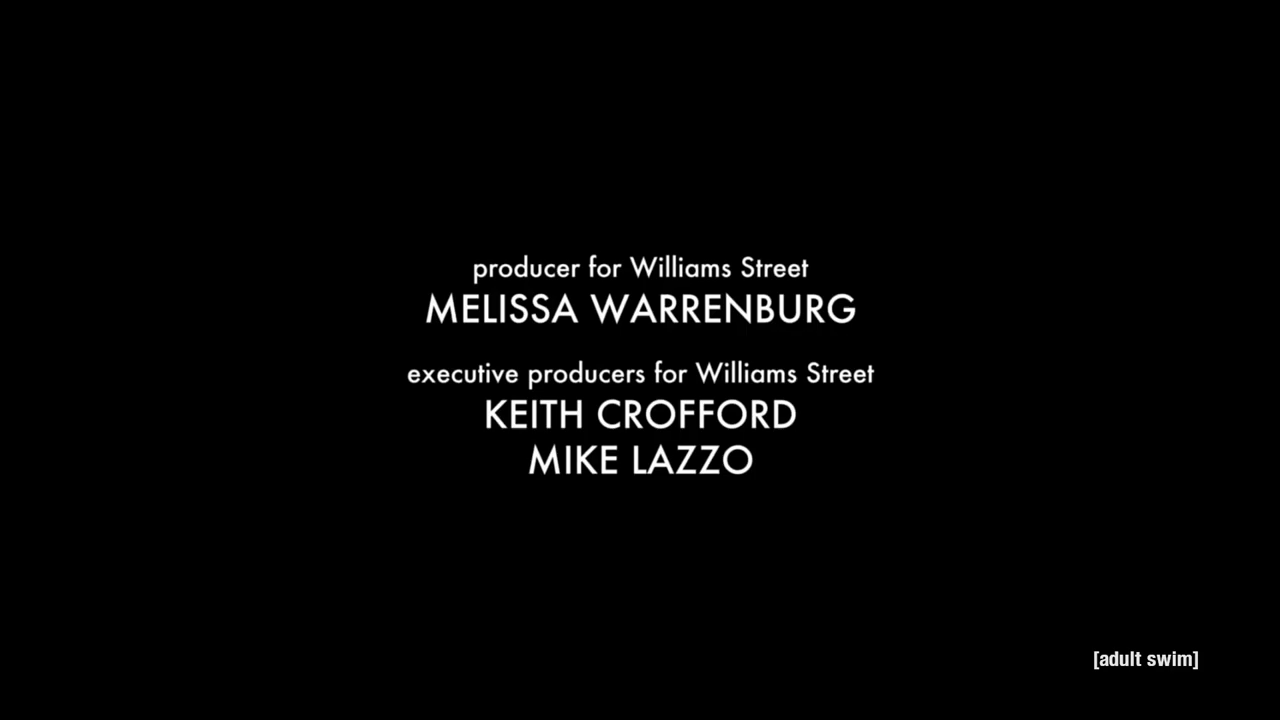 producer for Williams Street
MELISSA WARRENBURG
executive producers for Williams Street
KEITH CROFFORD
MIKE LAZZO
[adult swim]